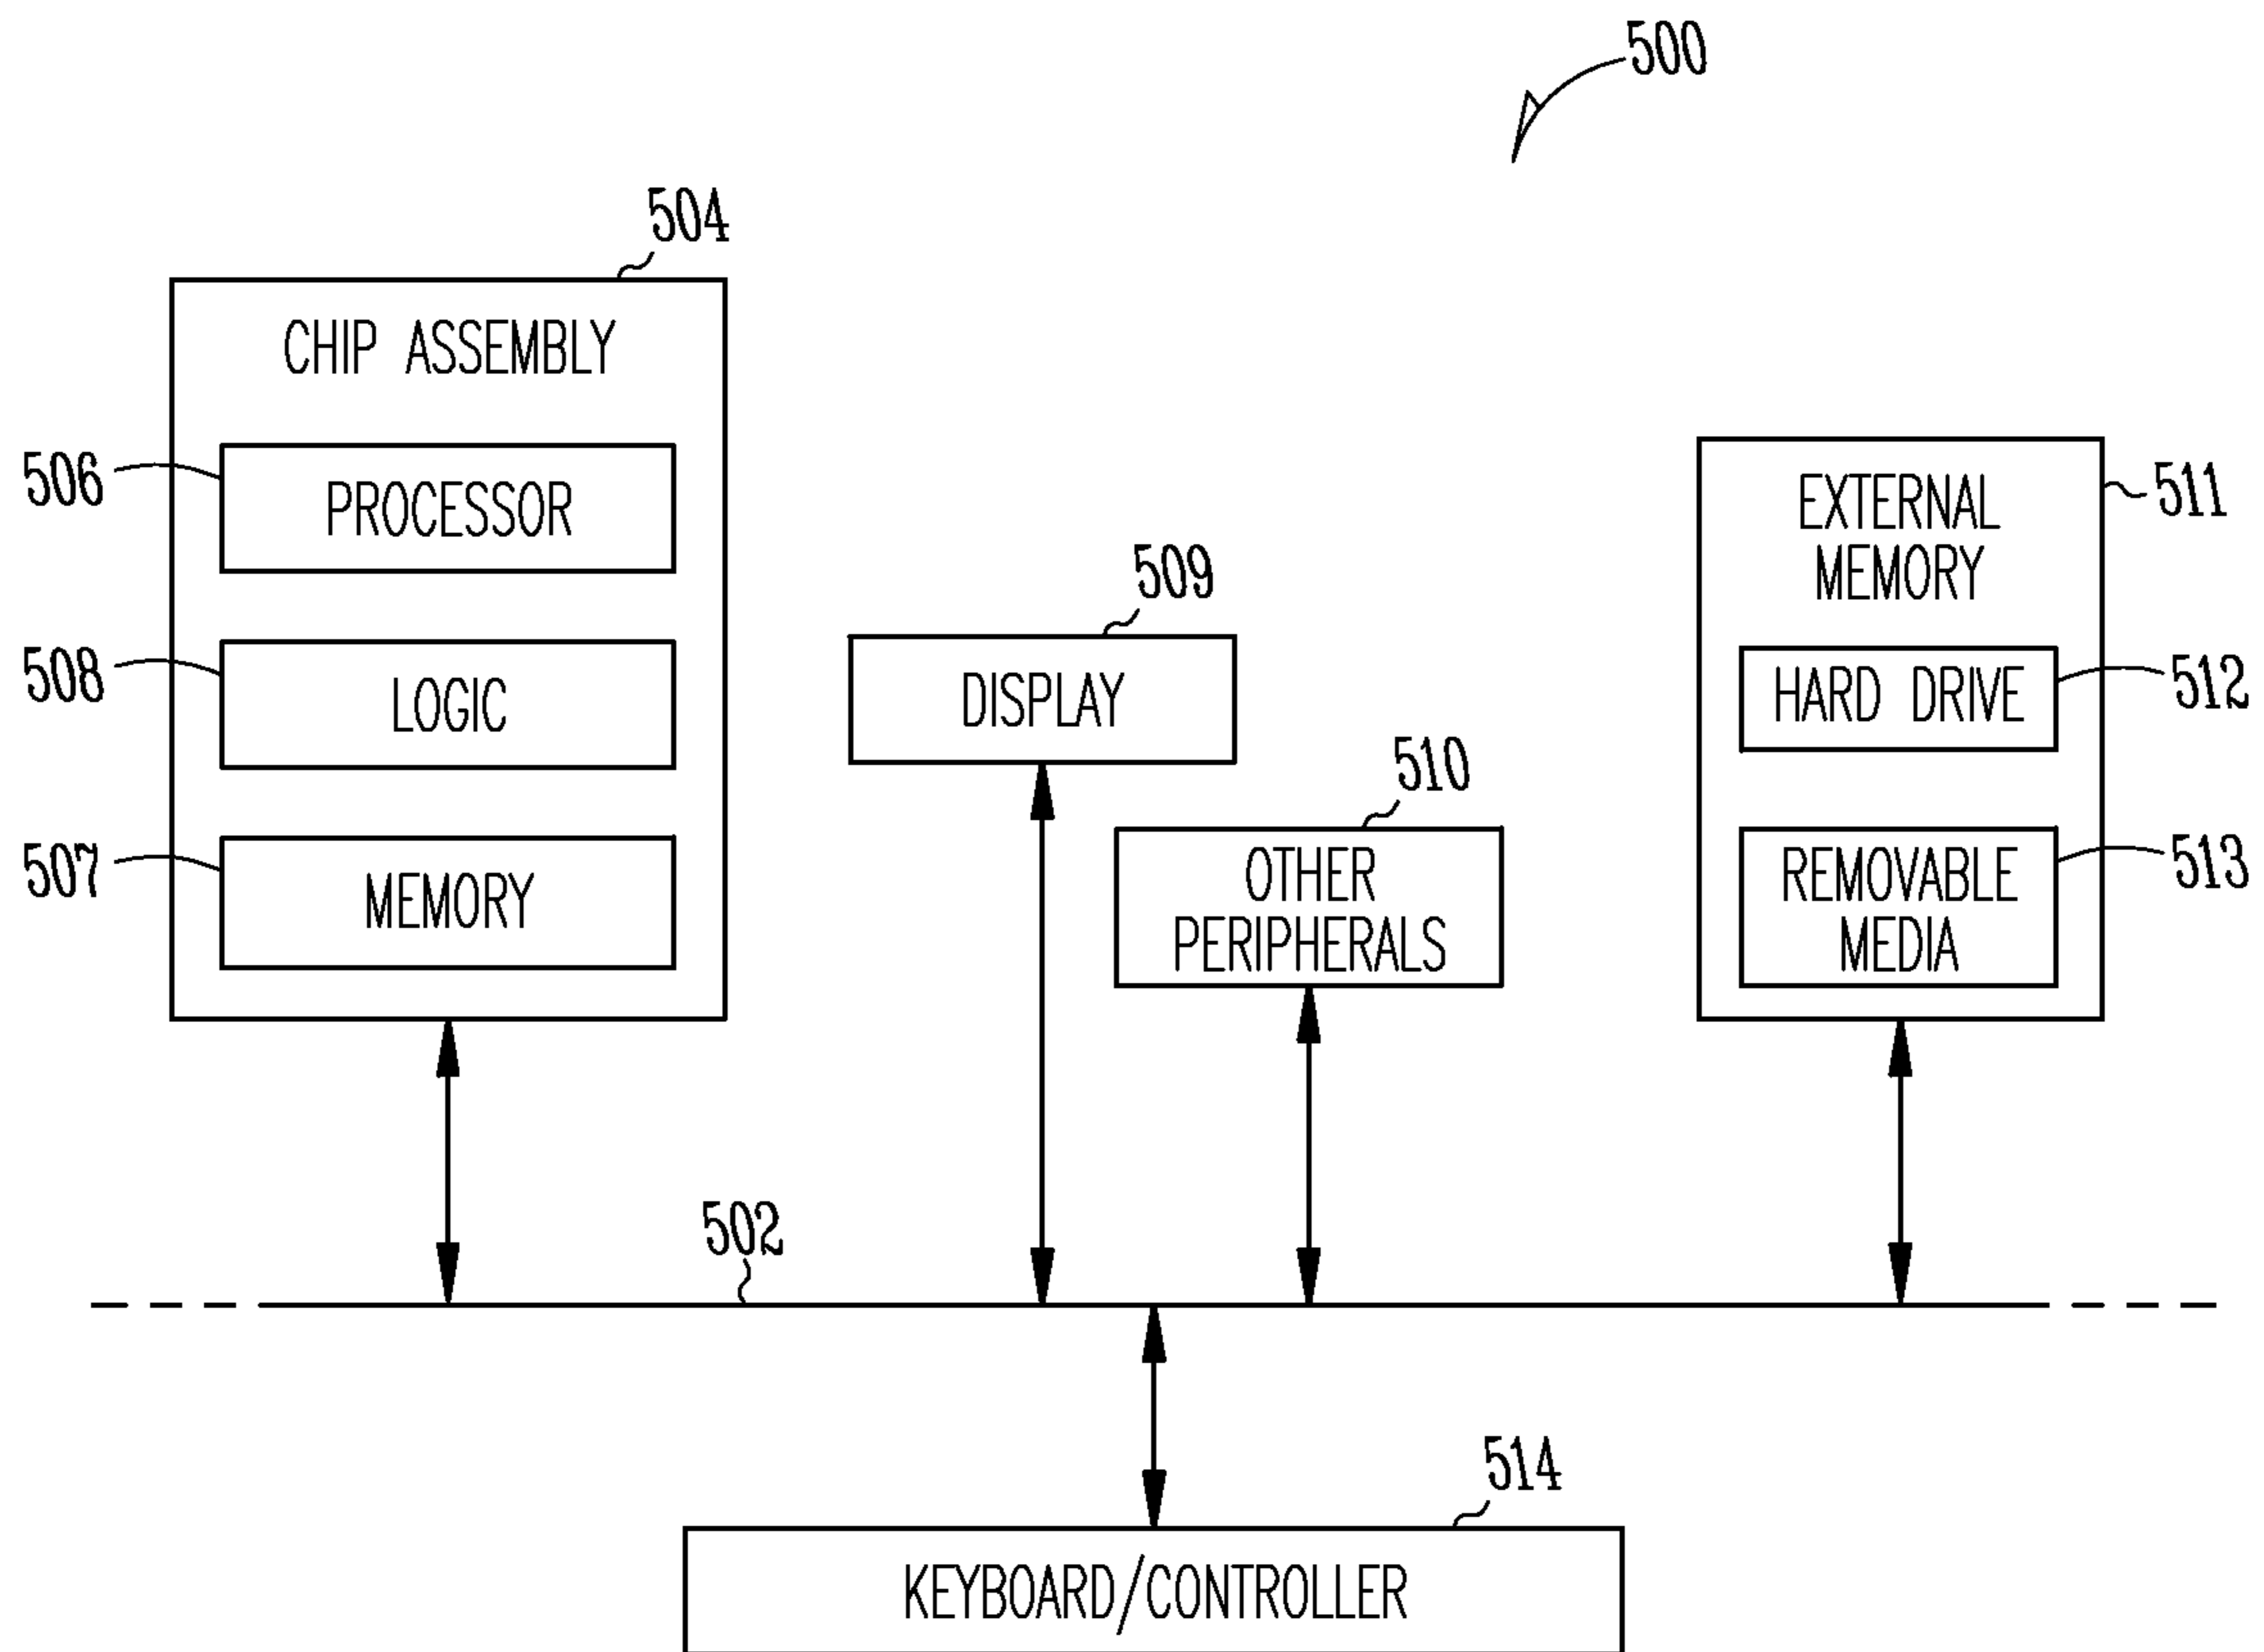 500
504
CHIP ASSEMBLY
506
PROCESSOR
508
LOGIC
507
MEMORY
509
DISPLAY
510
OTHER
PERIPHERALS
511
EXTERNAL
MEMORY
512
HARD DRIVE
513
REMOVABLE
MEDIA
502
514
KEYBOARD/CONTROLLER